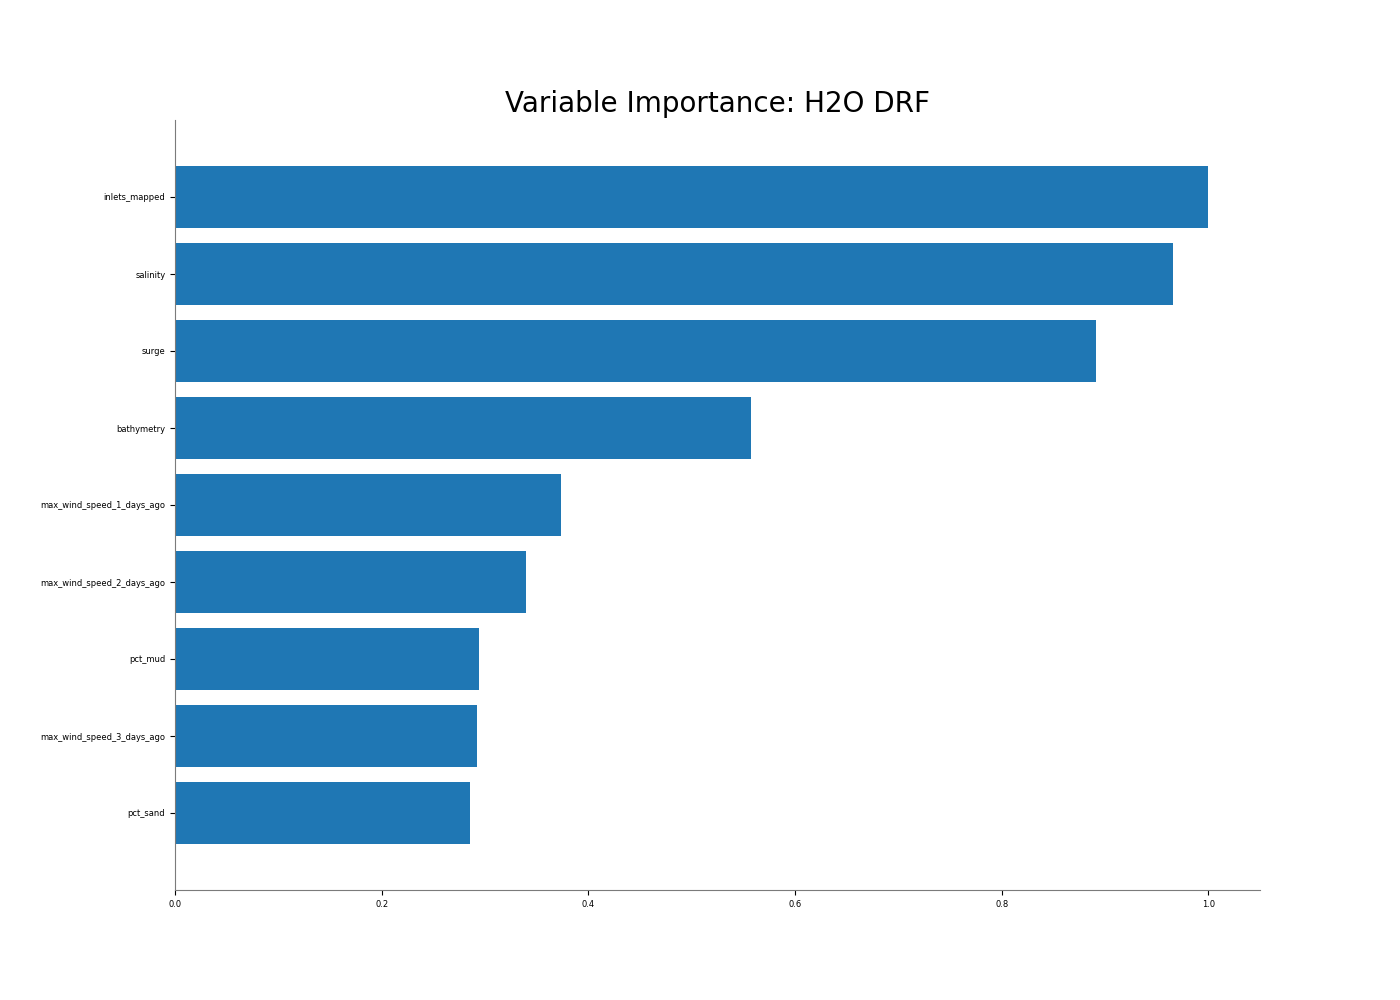 Variable Importance: H2O DRF
inlets_mapped
salinity
surge
bathymetry
max_wind_speed_1_days_ago
max_wind_speed_2_days_ago
pct_mud
max_wind_speed_3_days_ago
pct_sand
0.0 0.2 0.4 0.6 0.8 1.0